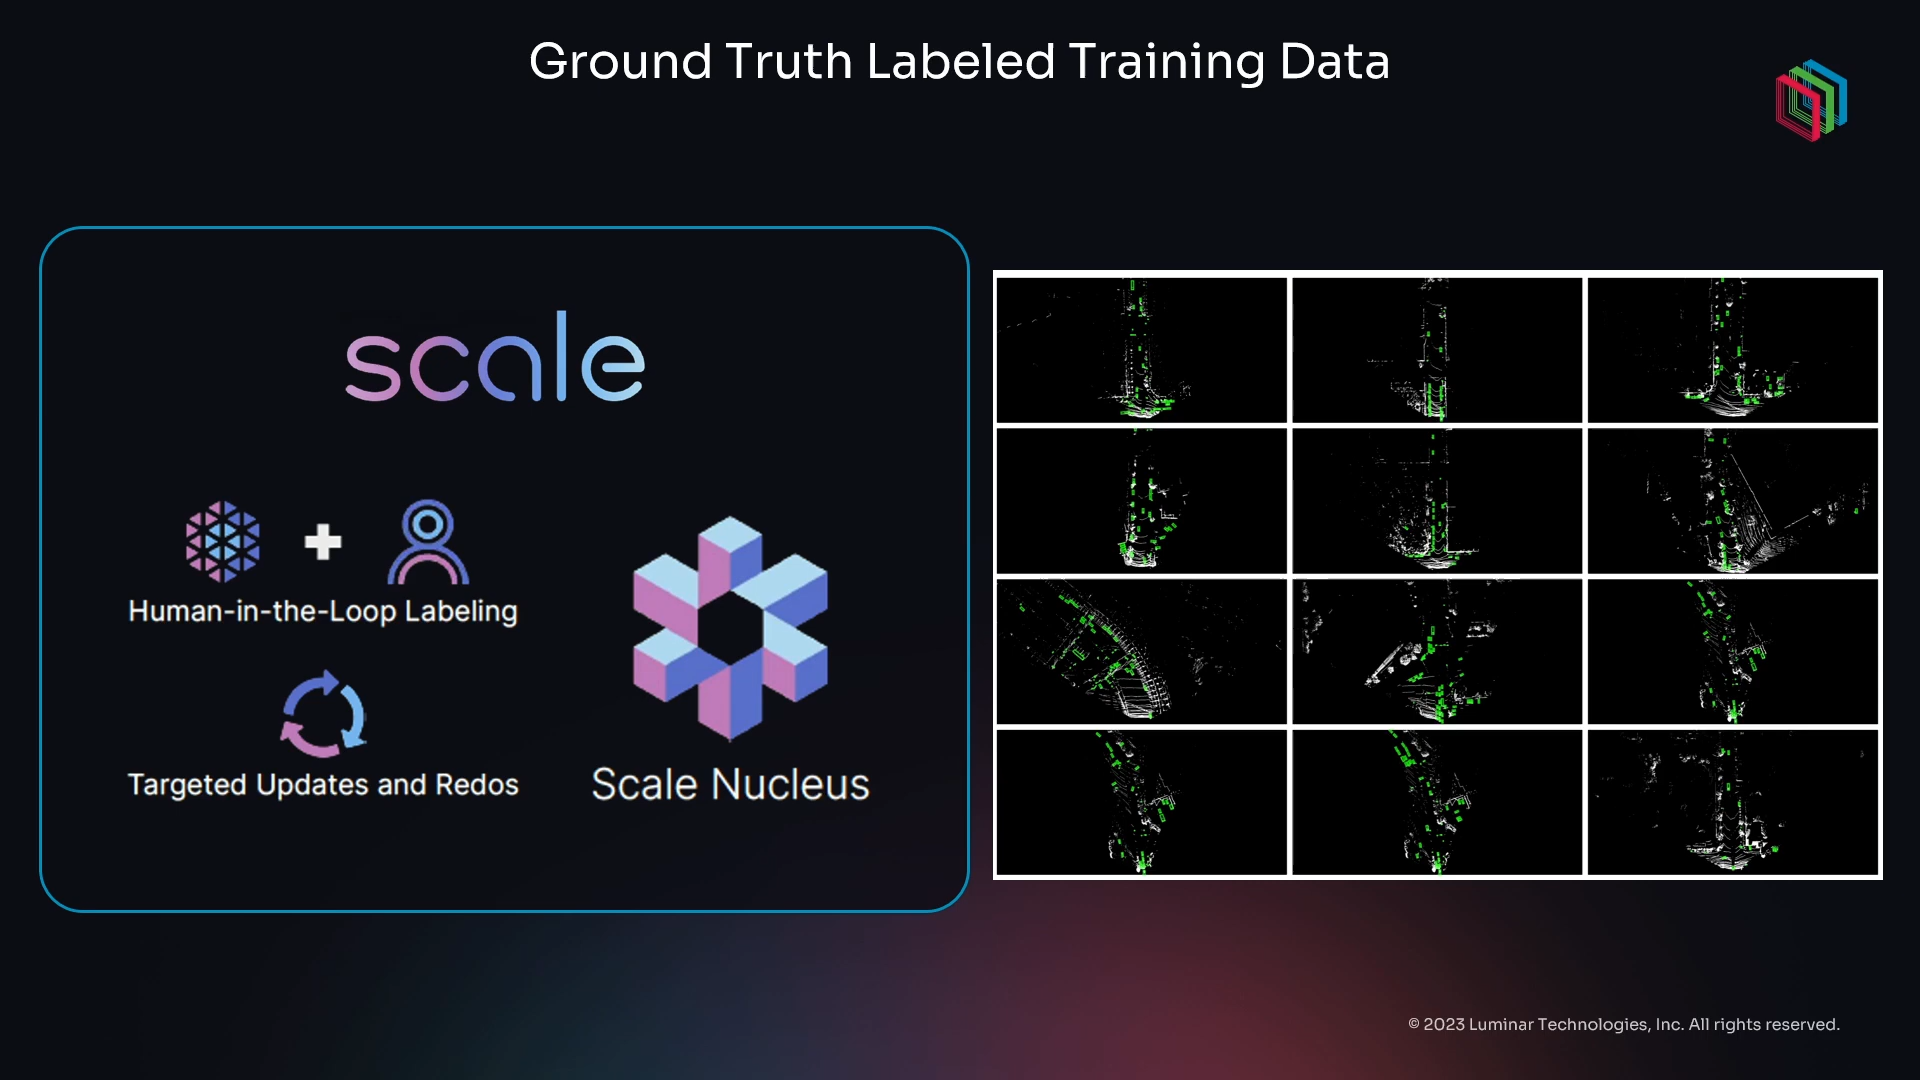 Ground Truth Labeled Training Data
scale
Human-in-the-Loop Labeling
Targeted Updates and Redos
Scale Nucleus
© 2023 Luminar Technologies, Inc. All rights reserved.